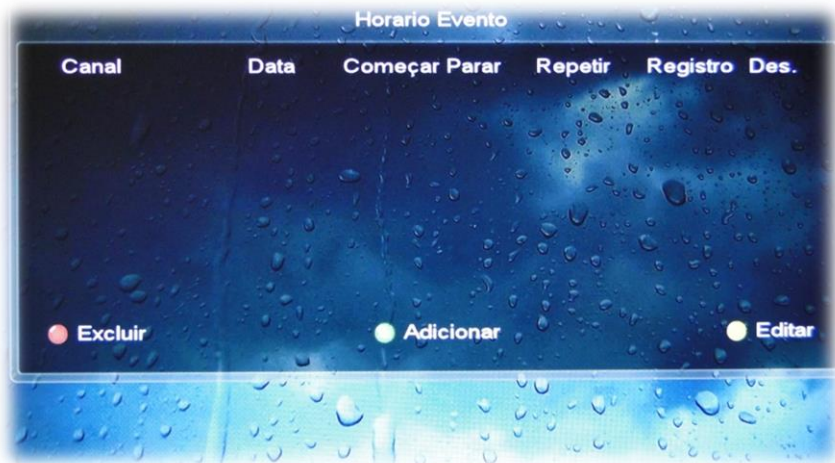 Horario Evento
Canal Data Começar Parar Repetir Registro Des.
Excluir Adicionar Editar